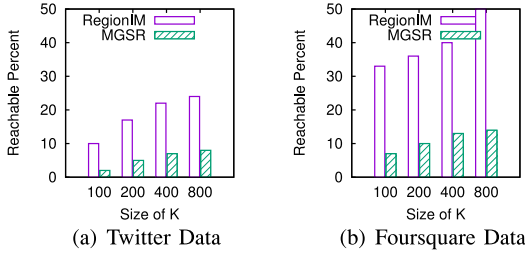 RegionIM
MGSR
Reachable Percent
50
40
30
20
10
0
100 200 400 800
Size of K
(a) Twitter Data
RegionIM
MGSR
Reachable Percent
50
40
30
20
10
0
100 200 400 800
Size of K
(b) Foursquare Data